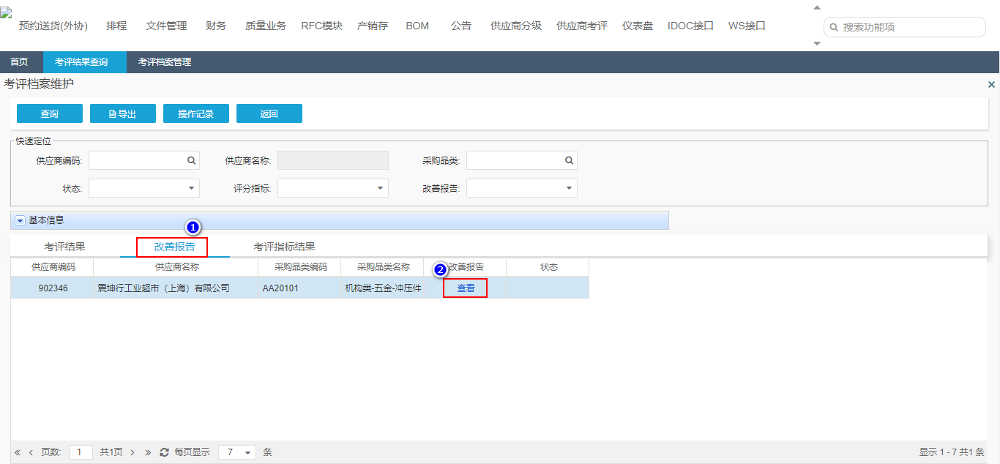 预约送货(外协) 排程 文件管理 财务 质量业务 RFC模块 产销存 BOM 公告 供应商分级 供应商考评 仪表盘 IDOC接口 WS接口 搜索功能项
首页 考评结果查询 考评档案管理
考评档案维护
查询 导出 操作记录 返回
快速定位
供应商编码: 供应商名称: 采购品类:
状态: 评分指标: 改善报告:
基本信息
1
考评结果 改善报告 考评指标结果
供应商编码 供应商名称 采购品类编码 采购品类名称 2 改善报告 状态
902346 震坤行工业超市（上海）有限公司 AA20101 机构类-五金-冲压件 查看
« ‹ 页数: 1 共1页 › » 每页显示 7 条 显示 1 - 7 共1 条